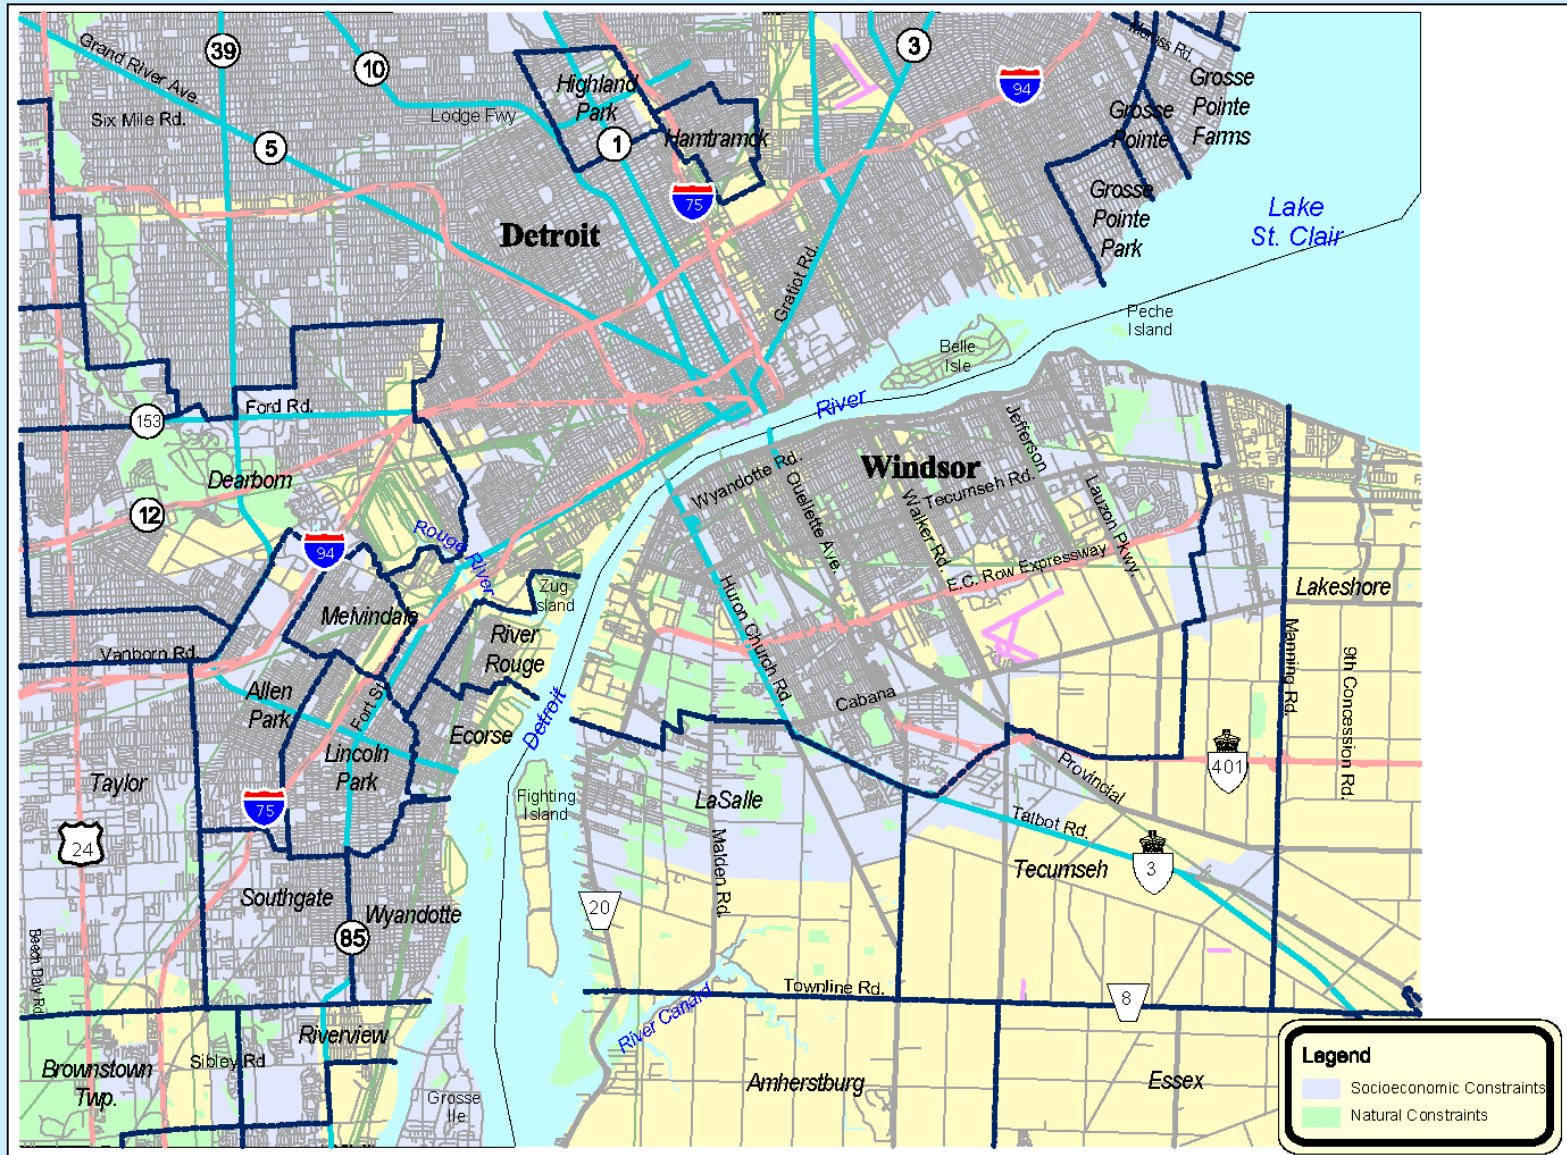 39
10
3
Moross Rd.
Grand River Ave.
Highland
Park
94
Grosse
Pointe
Farms
Six Mile Rd.
Lodge Fwy
Grosse
Pointe
5
1
Hamtramck
75
Grosse
Pointe
Park
Lake
St. Clair
Detroit
Gratiot Rd.
Peche
Island
Belle
Isle
River
153
Ford Rd.
Jefferson
Wyandotte Rd.
Windsor
Dearborn
Ouellette Ave.
Walker Rd.
Tecumseh Rd.
Lauzon Pkwy.
12
94
Rouge River
E.C. Row Expressway
Zug
Island
Huron Church Rd.
Lakeshore
Melvindale
River
Rouge
Vanborn Rd.
Manning Rd.
9th Concession Rd.
Allen
Park
Fort St.
Cabana
Detroit
Ecorse
Lincoln
Park
Provincial
401
Taylor
75
Fighting
Island
LaSalle
Talbot Rd.
24
Malden Rd.
Tecumseh
3
Southgate
Wyandotte
20
85
Beech Daly Rd
Townline Rd.
8
River Canard
Riverview
Sibley Rd
Brownstown
Twp.
Grosse
Ile
Amherstburg
Essex
Legend
Socioeconomic Constraints
Natural Constraints